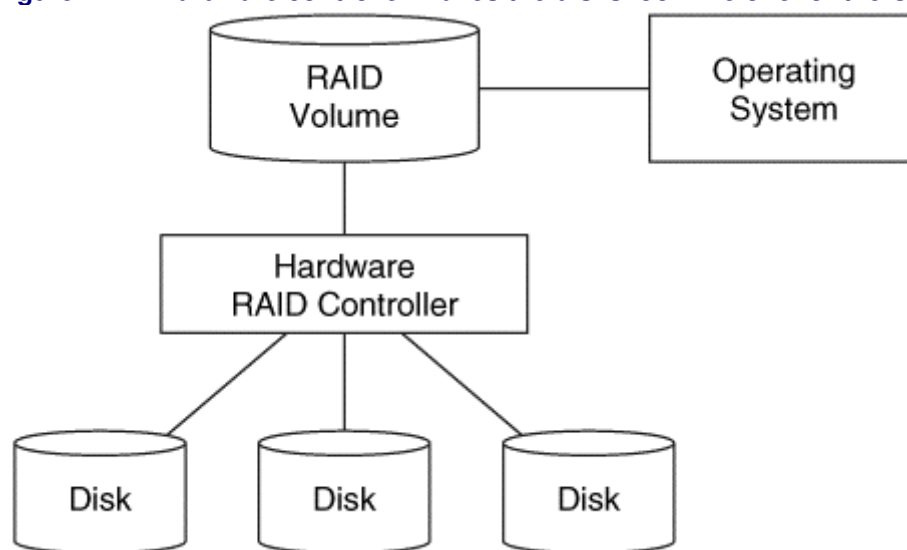 RAID
Volume
Operating
System
Hardware
RAID Controller
Disk
Disk
Disk